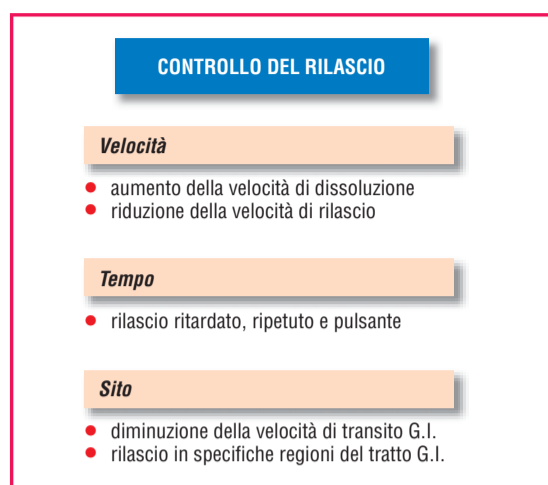 CONTROLLO DEL RILASCIO
Velocità
● aumento della velocità di dissoluzione
● riduzione della velocità di rilascio
Tempo
● rilascio ritardato, ripetuto e pulsante
Sito
● diminuzione della velocità di transito G.I.
● rilascio in specifiche regioni del tratto G.I.